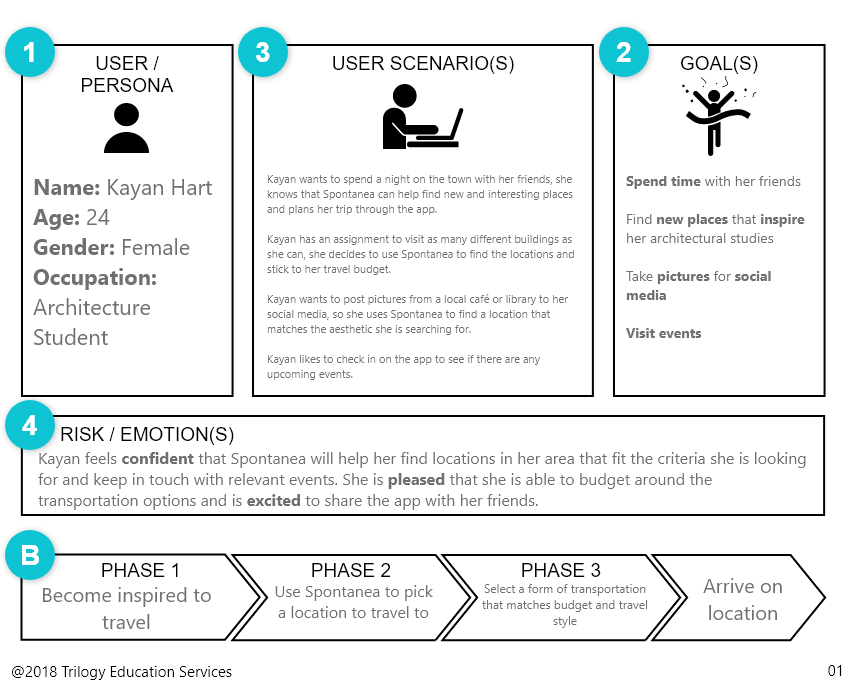 1
USER /
PERSONA
Name: Kayan Hart
Age: 24
Gender: Female
Occupation:
Architecture
Student
3
USER SCENARIO(S)
Kayan wants to spend a night on the town with her friends, she
knows that Spontanea can help find new and interesting places
and plans her trip through the app.
Kayan has an assignment to visit as many different buildings as
she can, she decides to use Spontanea to find the locations and
stick to her travel budget.
Kayan wants to post pictures from a local café or library to her
social media, so she uses Spontanea to find a location that
matches the aesthetic she is searching for.
Kayan likes to check in on the app to see if there are any
upcoming events.
2
GOAL(S)
Spend time with her friends
Find new places that inspire
her architectural studies
Take pictures for social
media
Visit events
4
RISK / EMOTION(S)
Kayan feels confident that Spontanea will help her find locations in her area that fit the criteria she is looking
for and keep in touch with relevant events. She is pleased that she is able to budget around the
transportation options and is excited to share the app with her friends.
B
PHASE 1
Become inspired to
travel
PHASE 2
Use Spontanea to pick
a location to travel to
PHASE 3
Select a form of transportation
that matches budget and travel
style
Arrive on
location
@2018 Trilogy Education Services
01